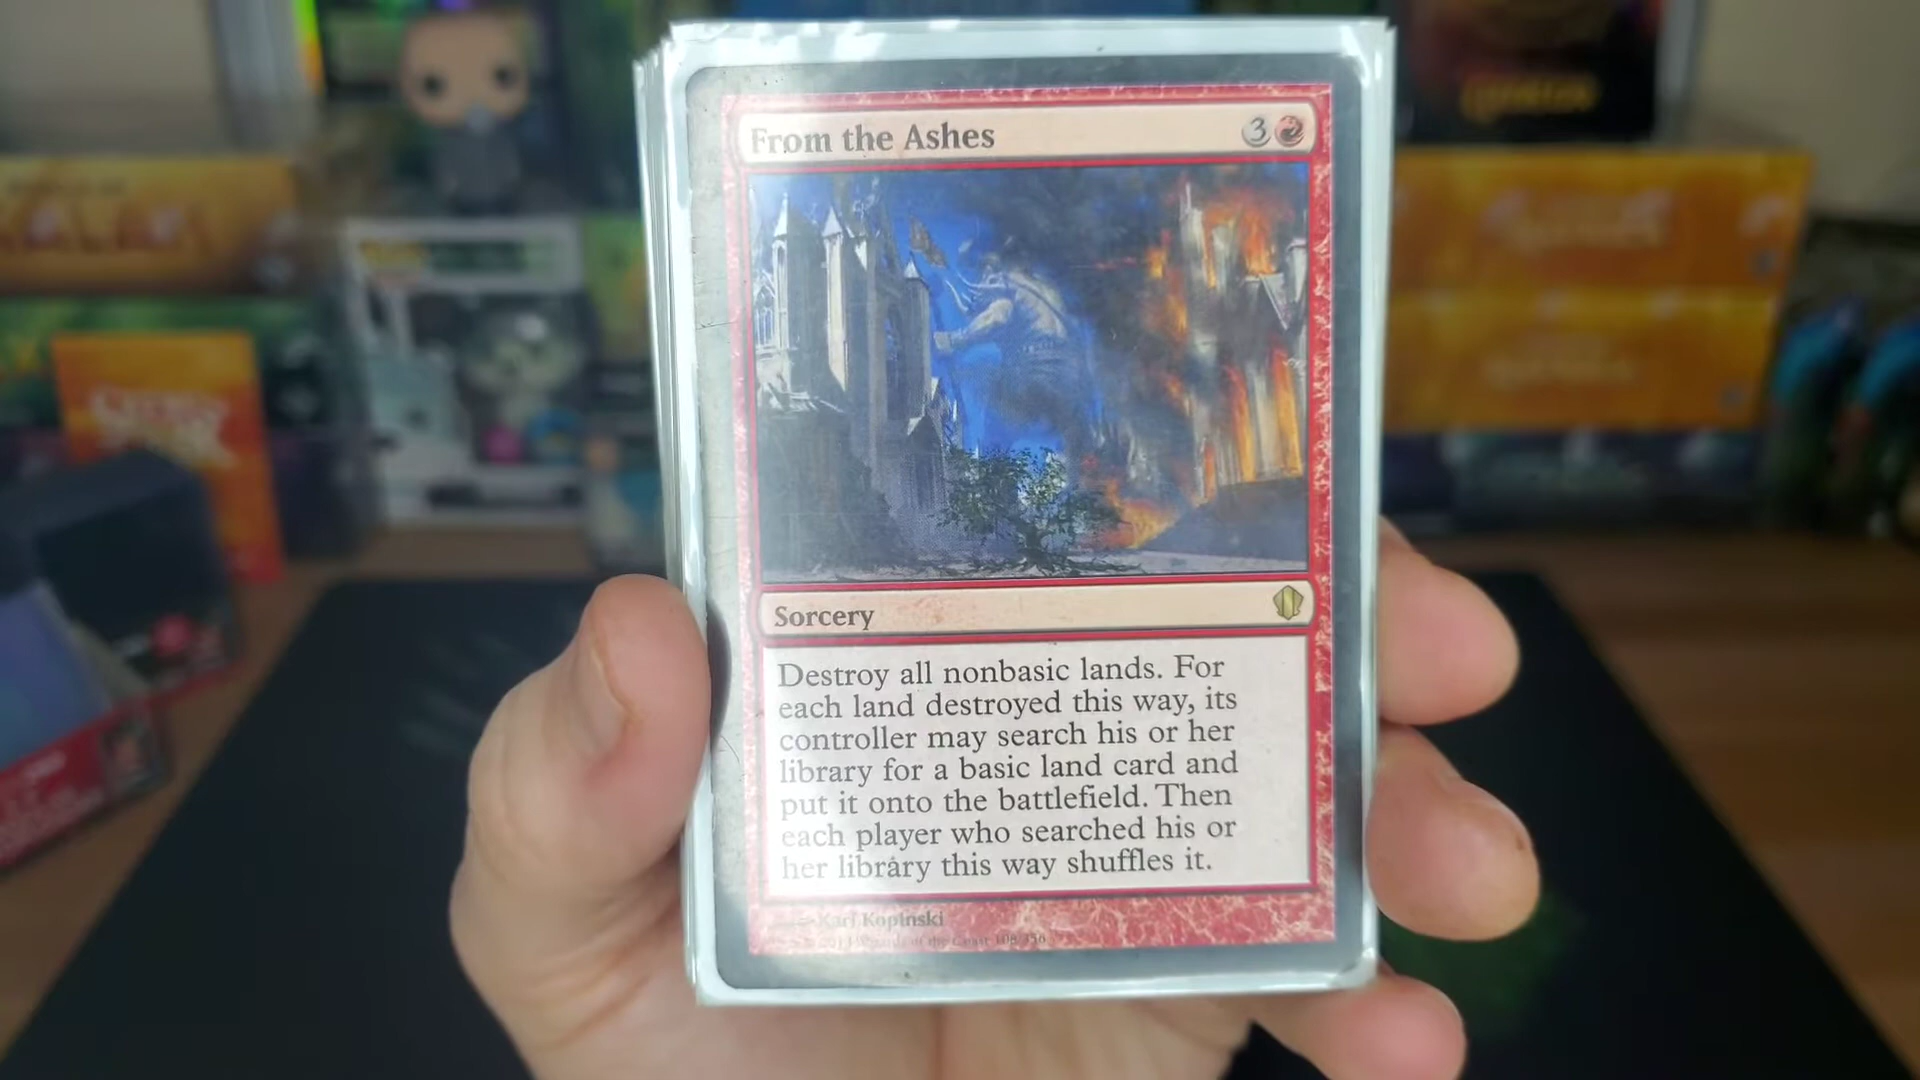 From the Ashes 3
Sorcery
Destroy all nonbasic lands. For
each land destroyed this way, its
controller may search his or her
library for a basic land card and
put it onto the battlefield. Then
each player who searched his or
her library this way shuffles it.
Karl Kopinski